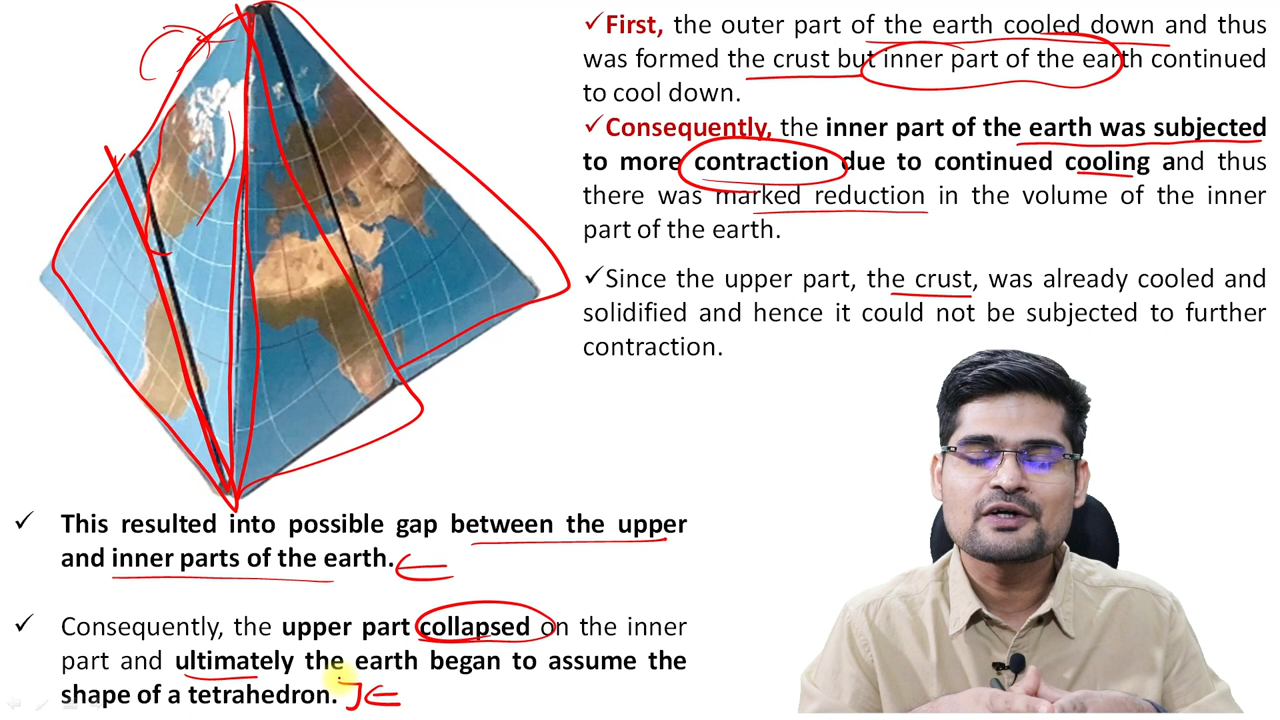 ✓First, the outer part of the earth cooled down and thus
was formed the crust but inner part of the earth continued
to cool down.
✓Consequently, the inner part of the earth was subjected
to more contraction due to continued cooling and thus
there was marked reduction in the volume of the inner
part of the earth.
✓Since the upper part, the crust, was already cooled and
solidified and hence it could not be subjected to further
contraction.
✓ This resulted into possible gap between the upper
and inner parts of the earth.
✓ Consequently, the upper part collapsed on the inner
part and ultimately the earth began to assume the
shape of a tetrahedron.